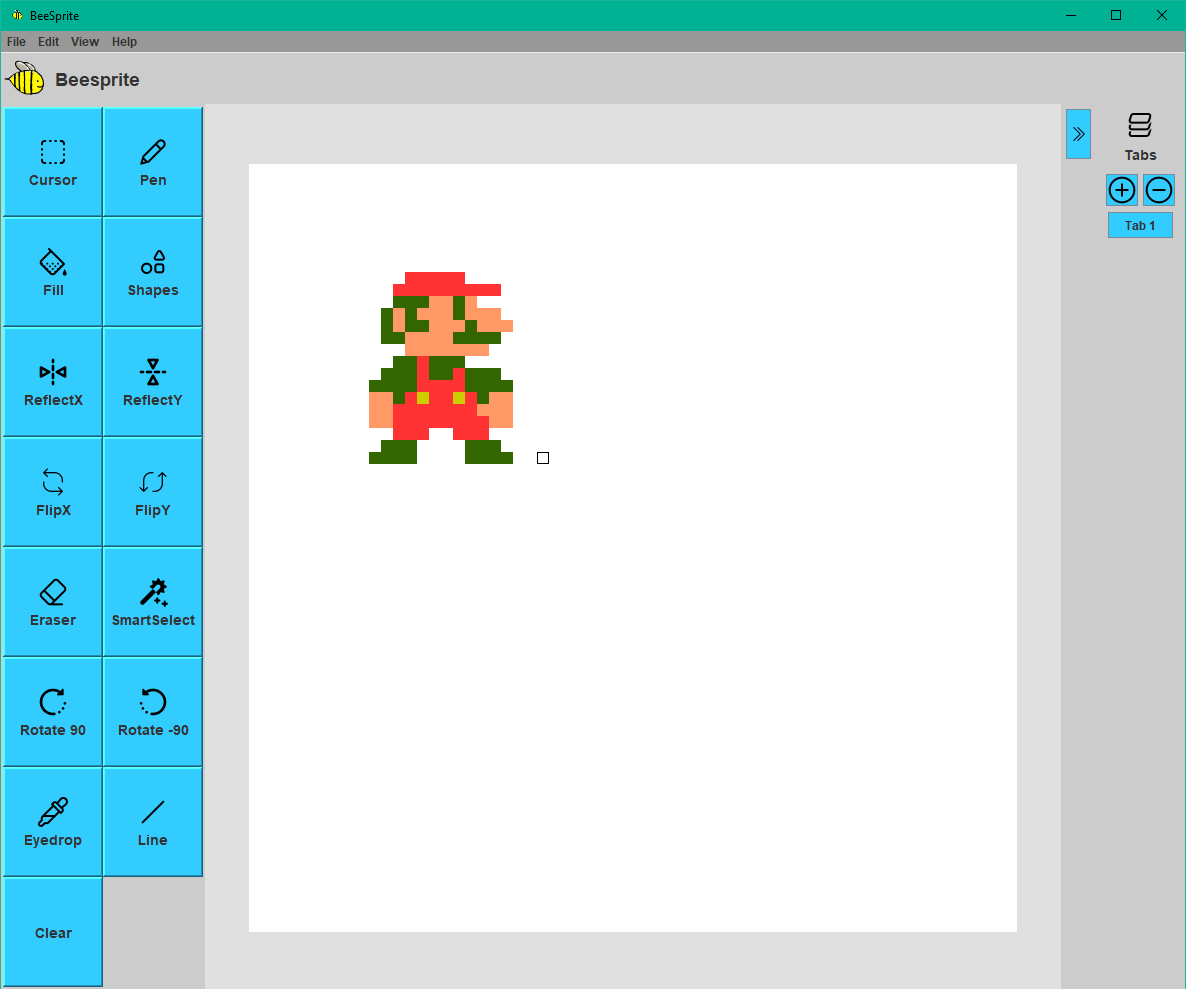 BeeSprite
File Edit View Help
Beesprite
Cursor Pen
Fill Shapes
ReflectX ReflectY
FlipX FlipY
Eraser SmartSelect
Rotate 90 Rotate -90
Eyedrop Line
Clear
Tabs
Tab 1